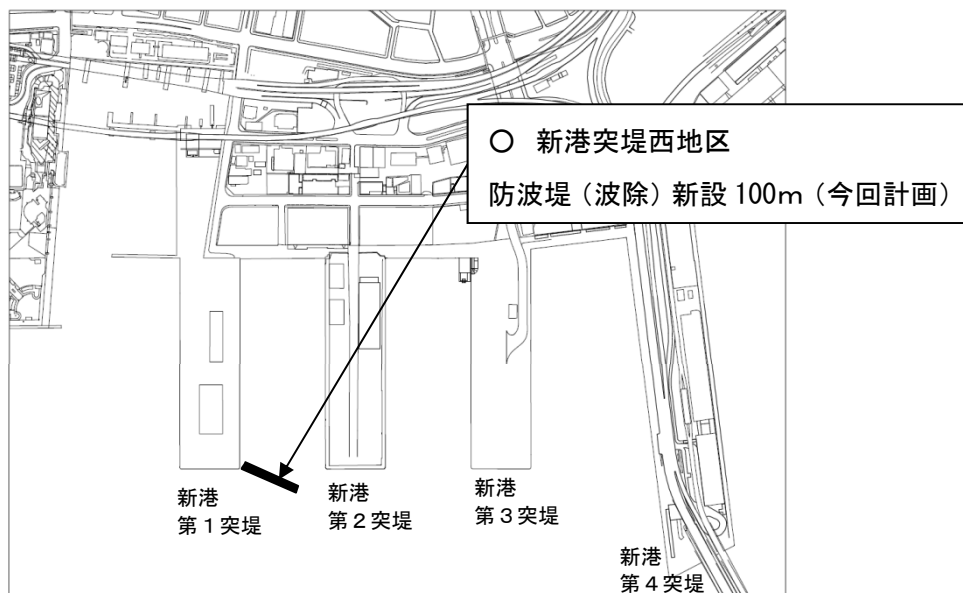 ○ 新港突堤西地区
防波堤（波除）新設 100m（今回計画）
新港
第１突堤
新港
第２突堤
新港
第３突堤
新港
第４突堤